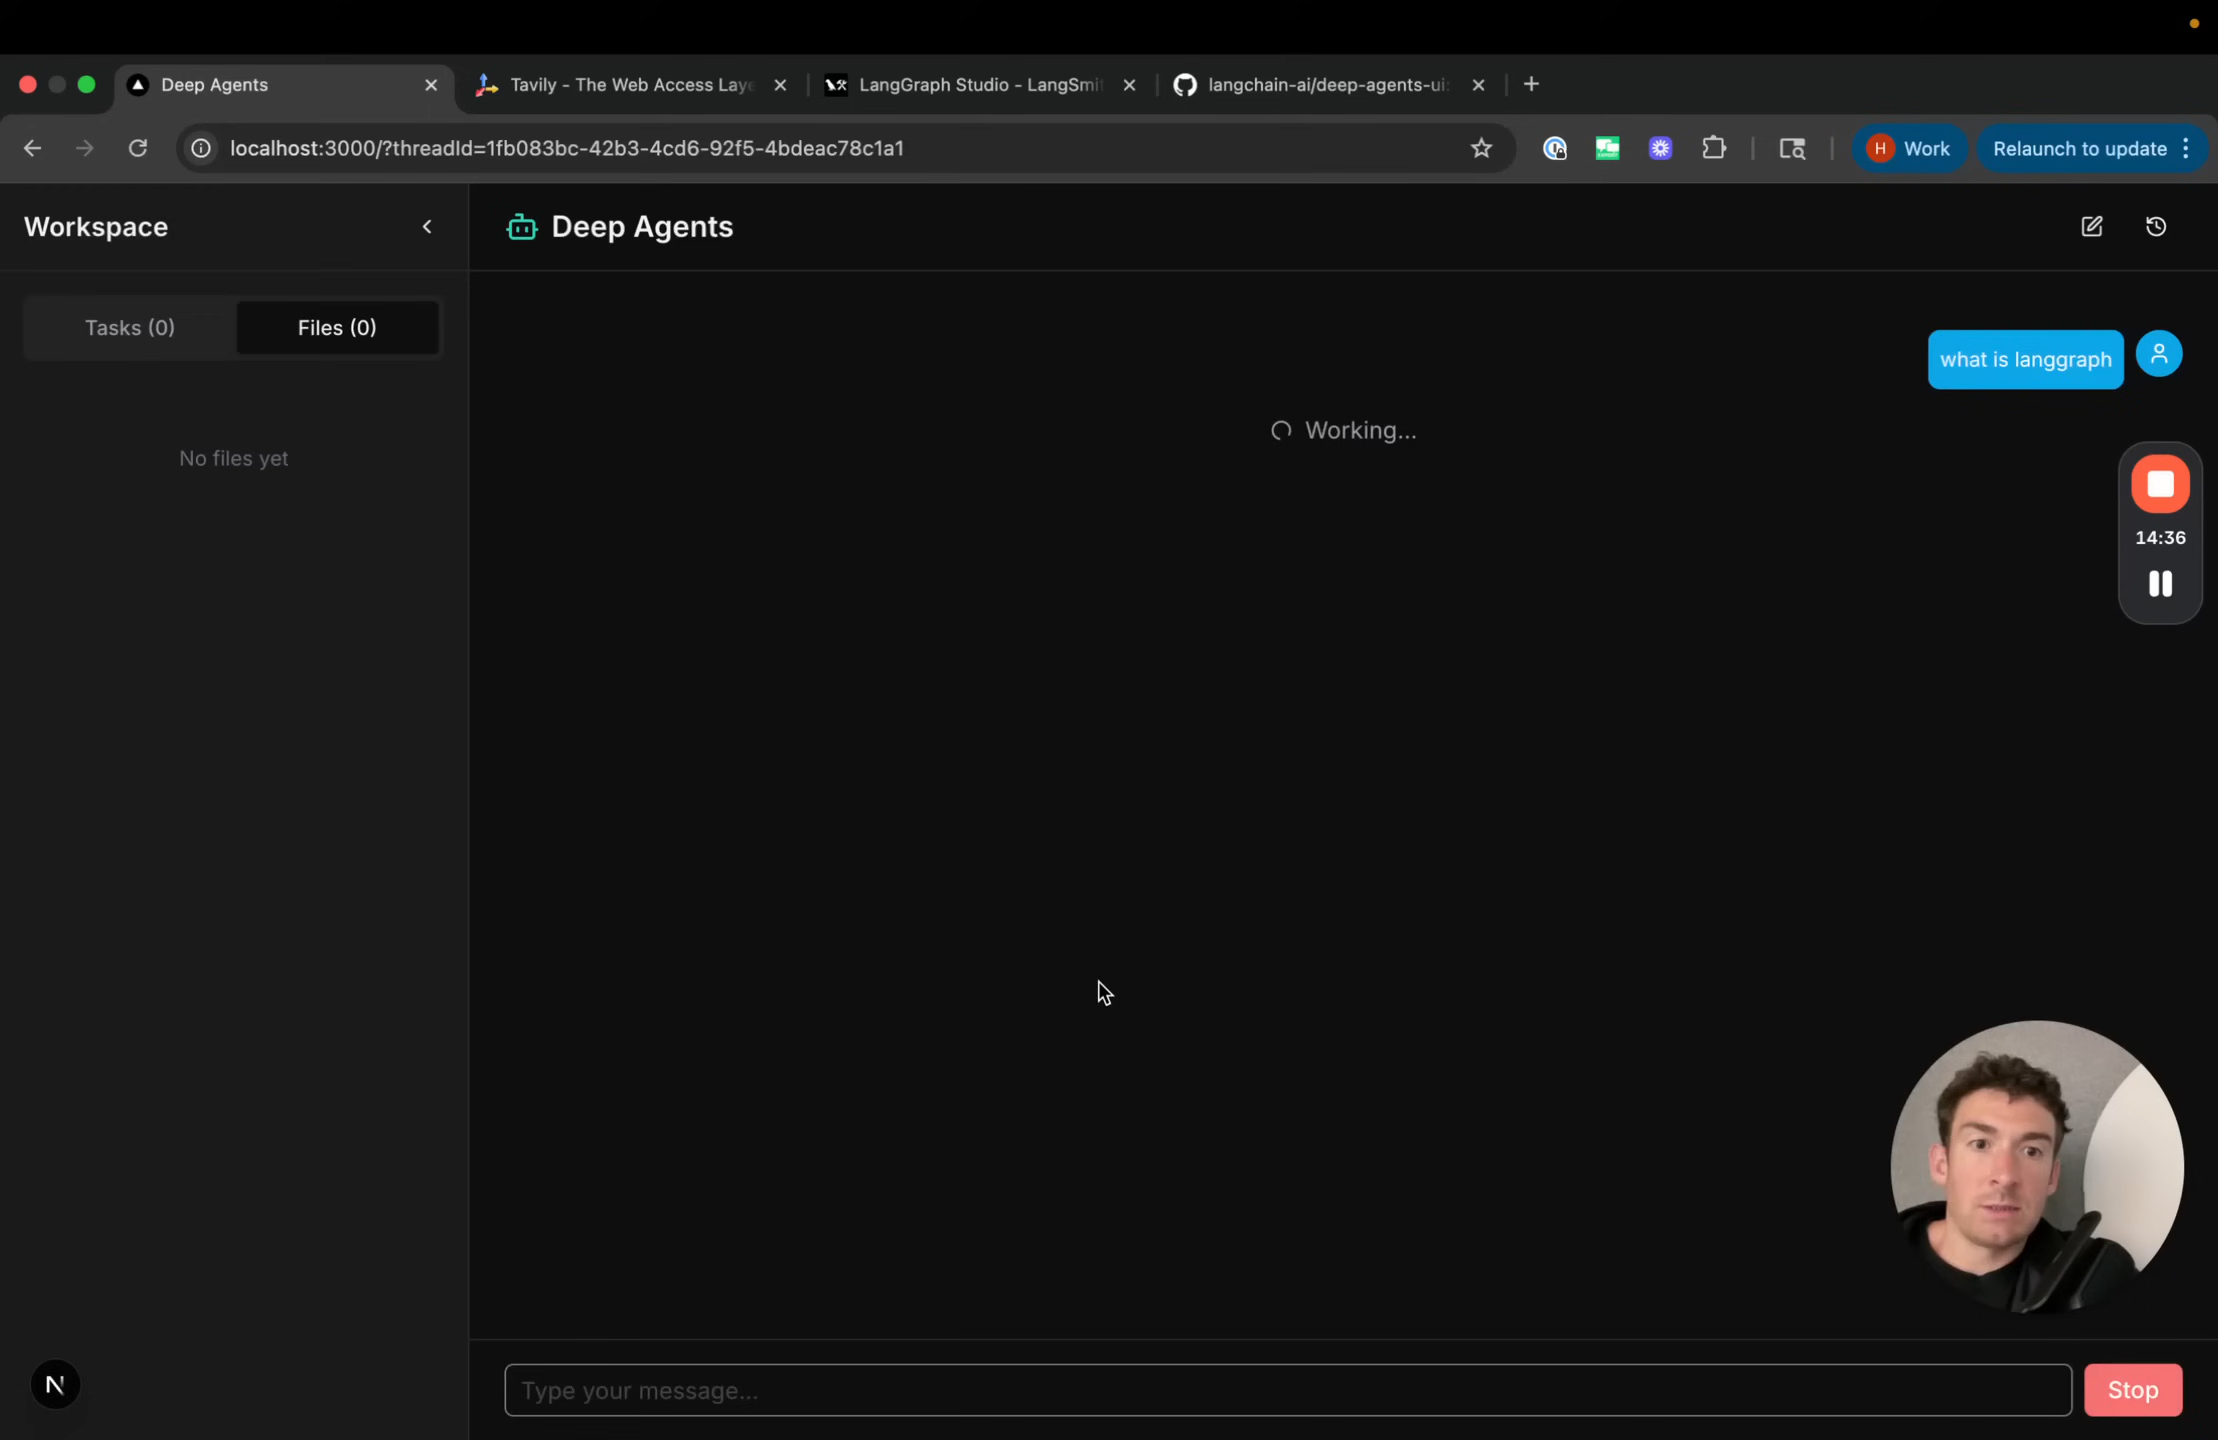 Deep Agents
Tavily - The Web Access Laye
LangGraph Studio - LangSmi
langchain-ai/deep-agents-ui:
localhost:3000/?threadId=1fb083bc-42b3-4cd6-92f5-4bdeac78c1a1
H Work
Relaunch to update
Workspace
Deep Agents
Tasks (0)
Files (0)
what is langgraph
Working...
No files yet
14:36
N
Type your message...
Stop